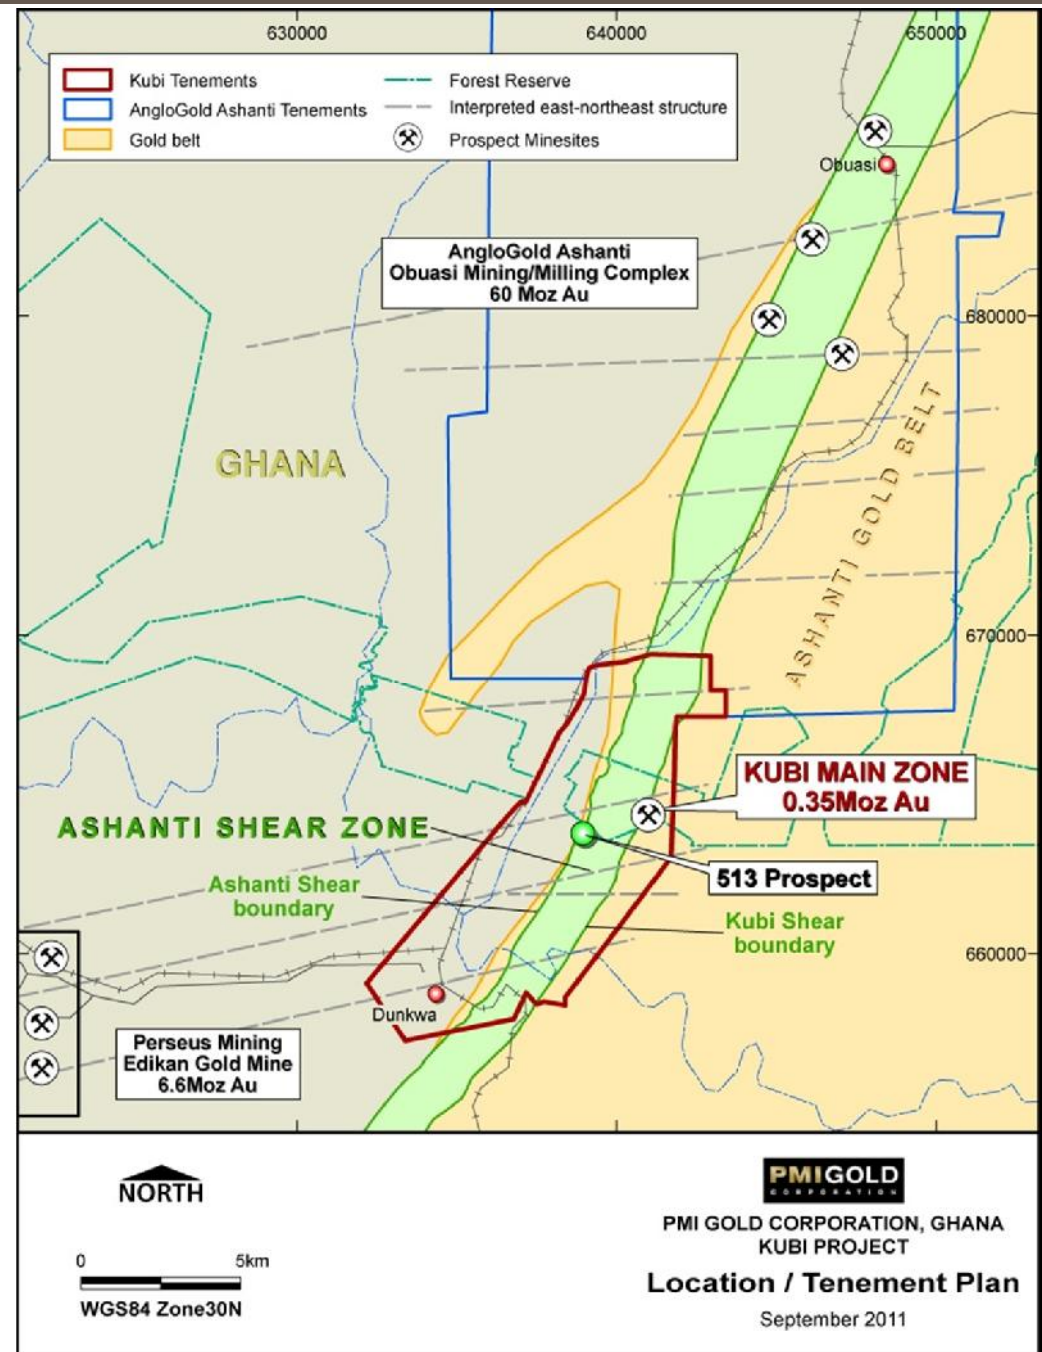 630000
640000
650000
Kubi Tenements
AngloGold Ashanti Tenements
Gold belt
Forest Reserve
Interpreted east-northeast structure
Prospect Minesites
Obuasi
AngloGold Ashanti
Obuasi Mining/Milling Complex
60 Moz Au
680000
GHANA
ASHANTI GOLD BELT
670000
KUBI MAIN ZONE
0.35Moz Au
ASHANTI SHEAR ZONE
513 Prospect
Ashanti Shear
boundary
Kubi Shear
boundary
660000
Dunkwa
Perseus Mining
Edikan Gold Mine
6.6Moz Au
NORTH
0 5km
WGS84 Zone30N
PMIGOLD
CORPORATION
PMI GOLD CORPORATION, GHANA
KUBI PROJECT
Location / Tenement Plan
September 2011